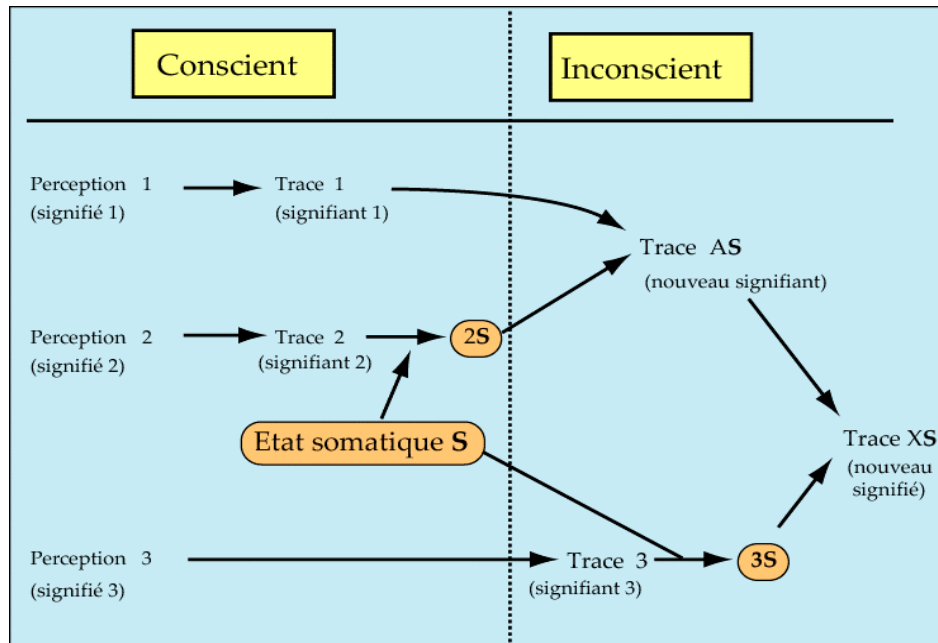 Conscient
Inconscient
Perception 1
(signifié 1)
Trace 1
(signifiant 1)
Trace AS
(nouveau signifiant)
Perception 2
(signifié 2)
Trace 2
(signifiant 2)
2S
Etat somatique S
Trace XS
(nouveau
signifié)
Perception 3
(signifié 3)
Trace 3
(signifiant 3)
3S